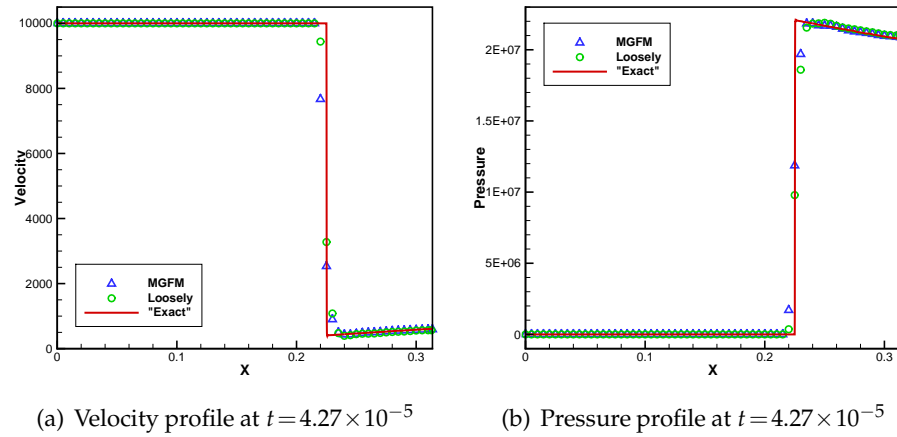 10000
8000
6000
4000
2000
0
Velocity
MGFM
Loosely
"Exact"
0
0.1
0.2
0.3
X
2E+07
1.5E+07
1E+07
5E+06
0
Pressure
MGFM
Loosely
"Exact"
0
0.1
0.2
0.3
X
(a) Velocity profile at t = 4.27×10⁻⁵
(b) Pressure profile at t = 4.27×10⁻⁵